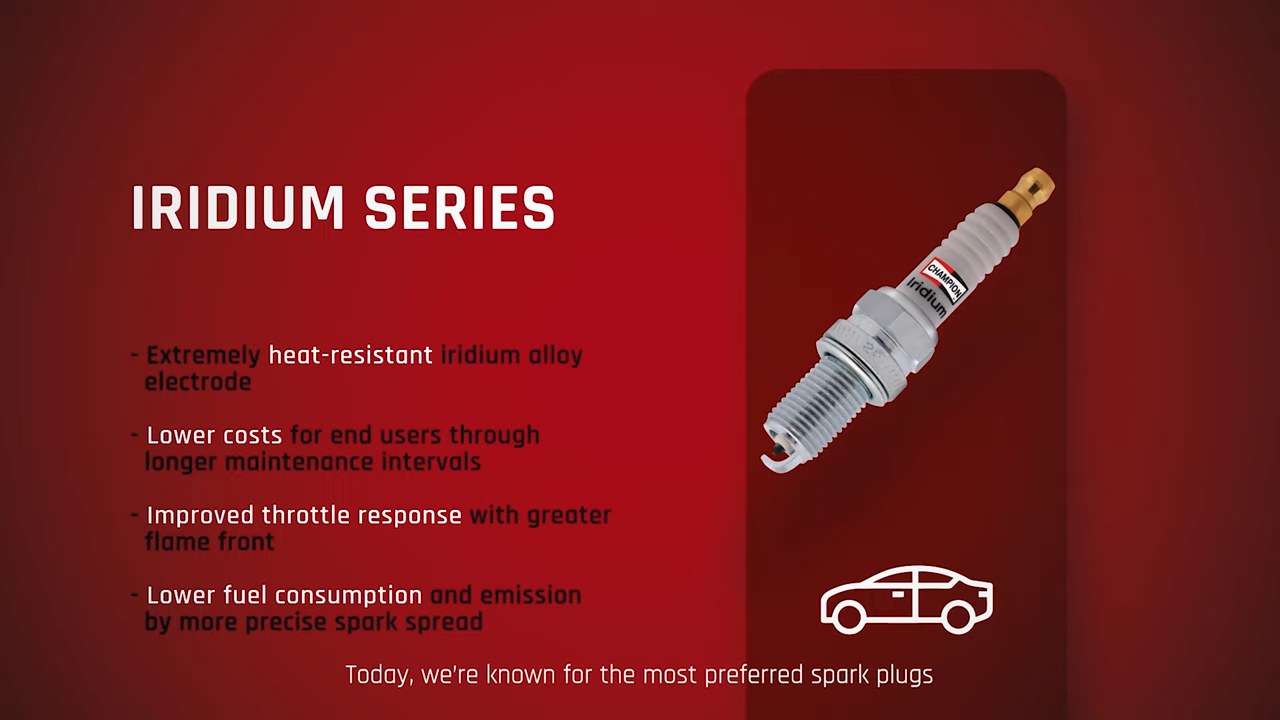 IRIDIUM SERIES
- Extremely heat-resistant iridium alloy
electrode
- Lower costs for end users through
longer maintenance intervals
- Improved throttle response with greater
flame front
- Lower fuel consumption and emission
by more precise spark spread
CHAMPION
Iridium
Today, we're known for the most preferred spark plugs